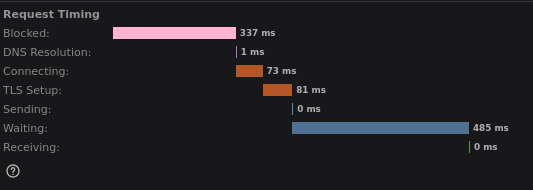 Request Timing
Blocked: 337 ms
DNS Resolution: 1 ms
Connecting: 73 ms
TLS Setup: 81 ms
Sending: 0 ms
Waiting: 485 ms
Receiving: 0 ms
?